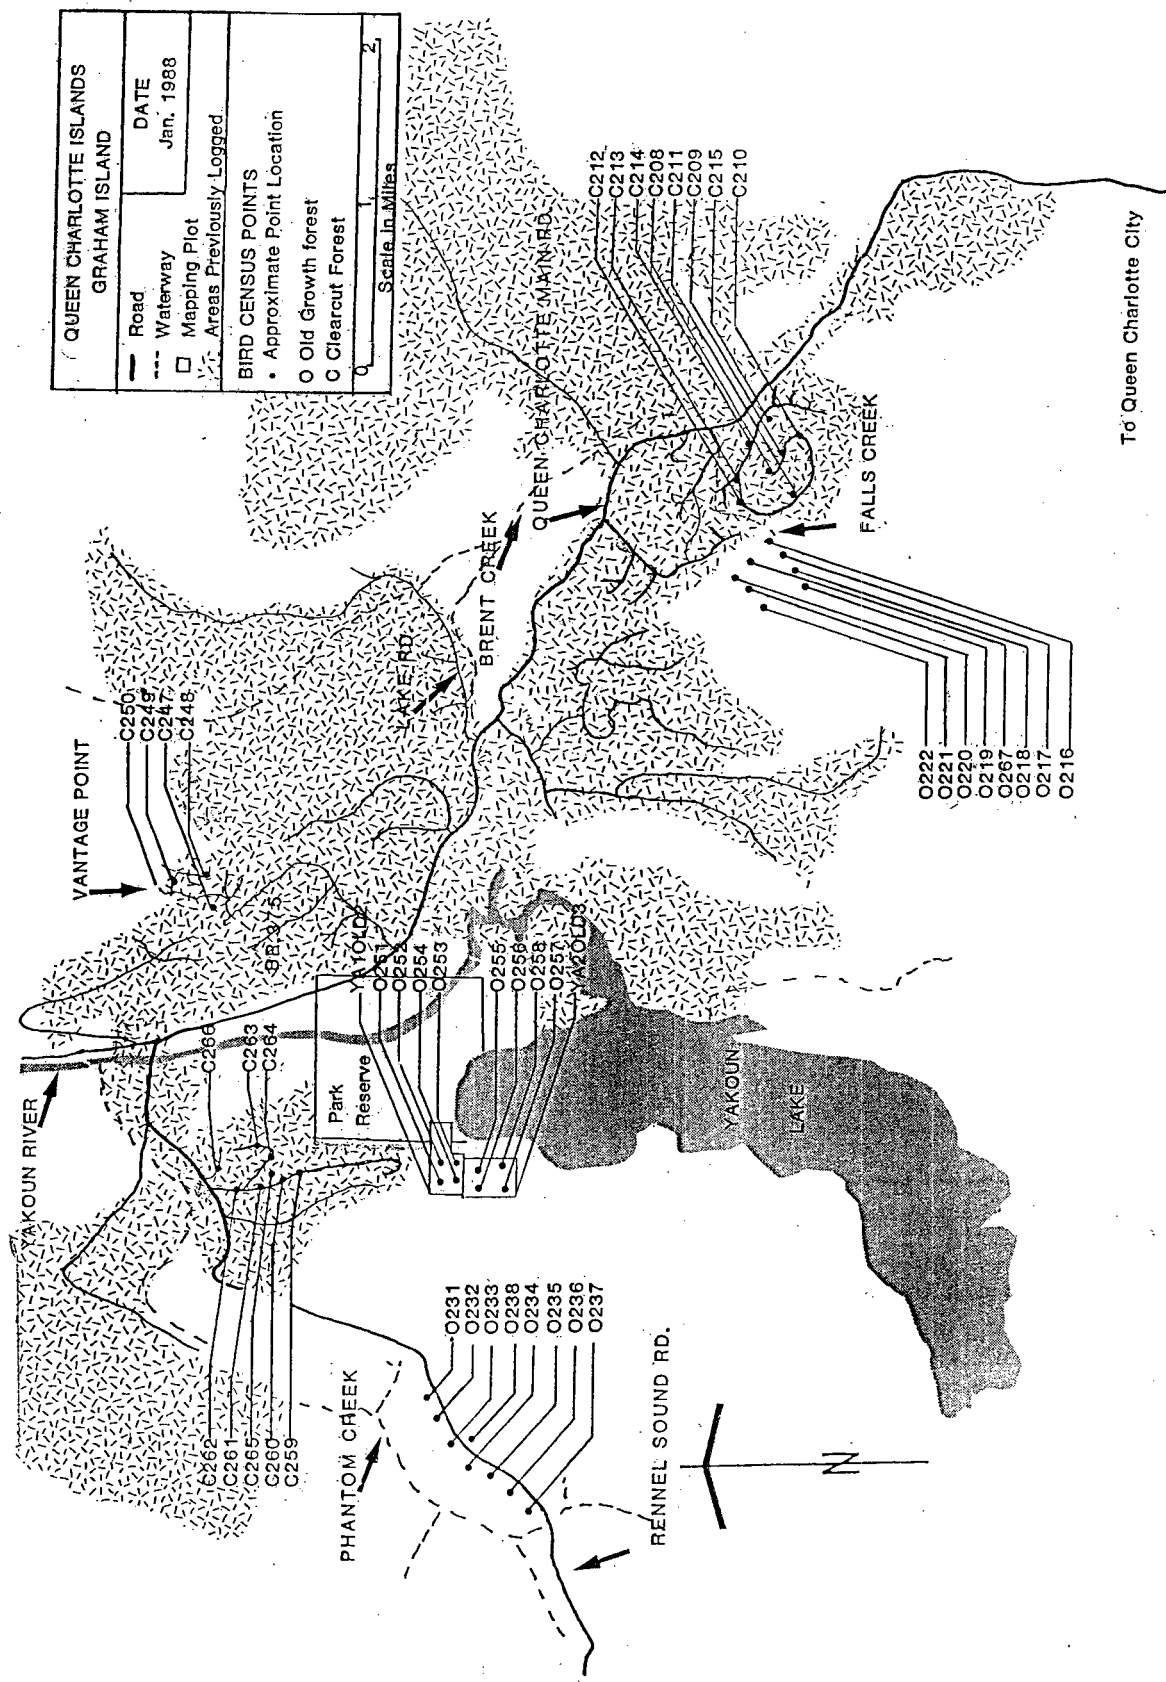 QUEEN CHARLOTTE ISLANDS
GRAHAM ISLAND
Road
Waterway
Mapping Plot
Areas Previously Logged
DATE
Jan. 1988
BIRD CENSUS POINTS
• Approximate Point Location
O Old Growth forest
C Clearcut Forest
0 1 2
Scale in Miles
VANTAGE POINT
C250
C249
C247
C248
YAKOUN RIVER
BR 9/5
LAKE RD.
BRENT CREEK
QUEEN CHARLOTTE MAIN RD.
C212
C213
C214
C208
C211
C209
C215
C210
FALLS CREEK
To Queen Charlotte City
C266
C263
C264
Park
Reserve
YA1OLD2
O251
O252
O254
O253
O255
O256
O258
O257
YA2OLD3
YAKOUN
LAKE
O222
O221
O220
O219
O267
O218
O217
O216
C262
C261
C265
C260
C259
PHANTOM CREEK
O231
O232
O233
O238
O234
O235
O236
O237
RENNEL SOUND RD.
N